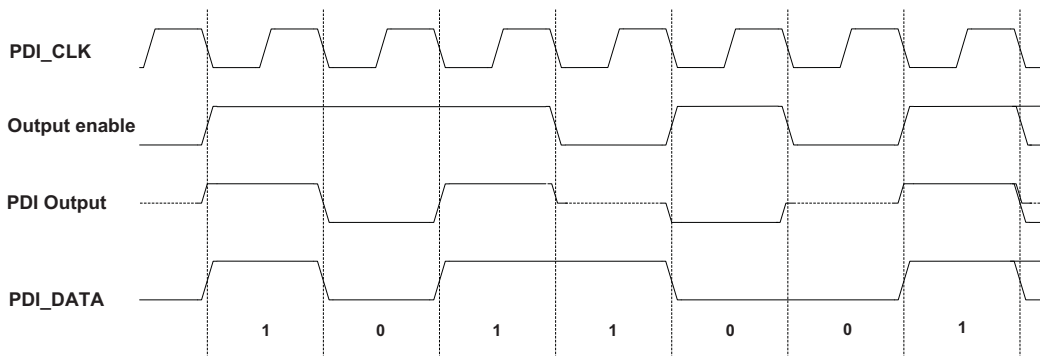 PDI_CLK
Output enable
PDI Output
PDI_DATA
1 0 1 1 0 0 1